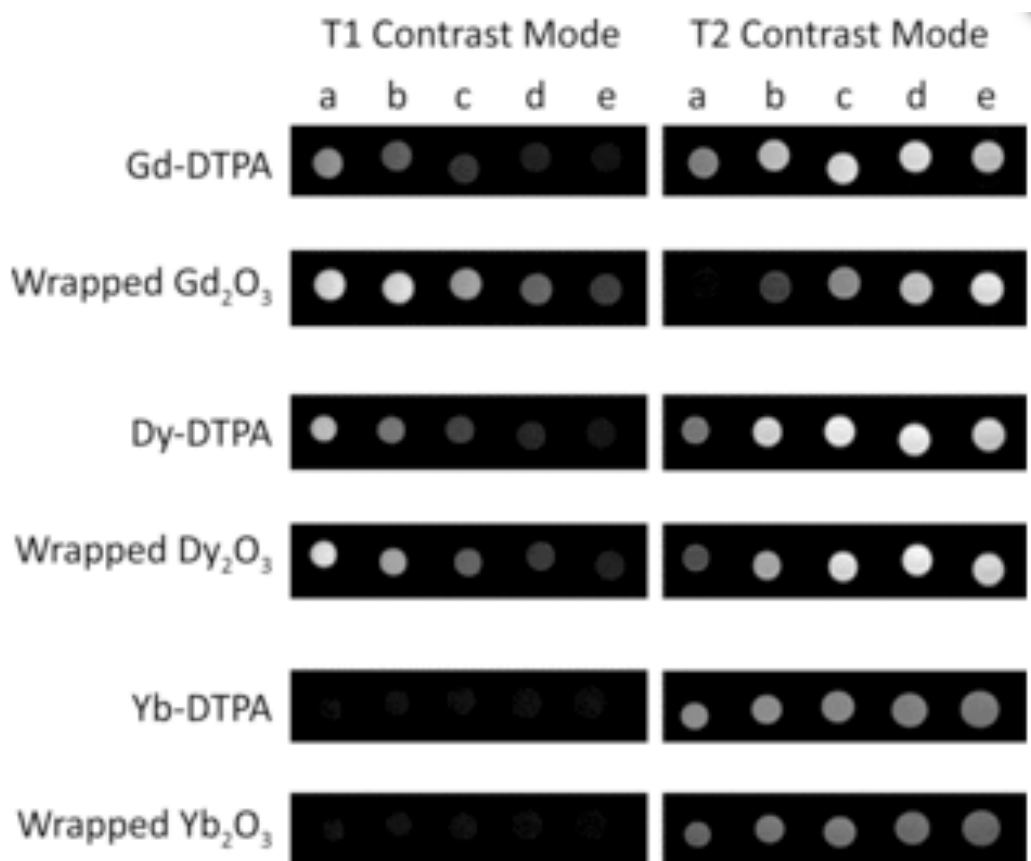 T1 Contrast Mode T2 Contrast Mode
a b c d e a b c d e
Gd-DTPA
Wrapped Gd₂O₃
Dy-DTPA
Wrapped Dy₂O₃
Yb-DTPA
Wrapped Yb₂O₃